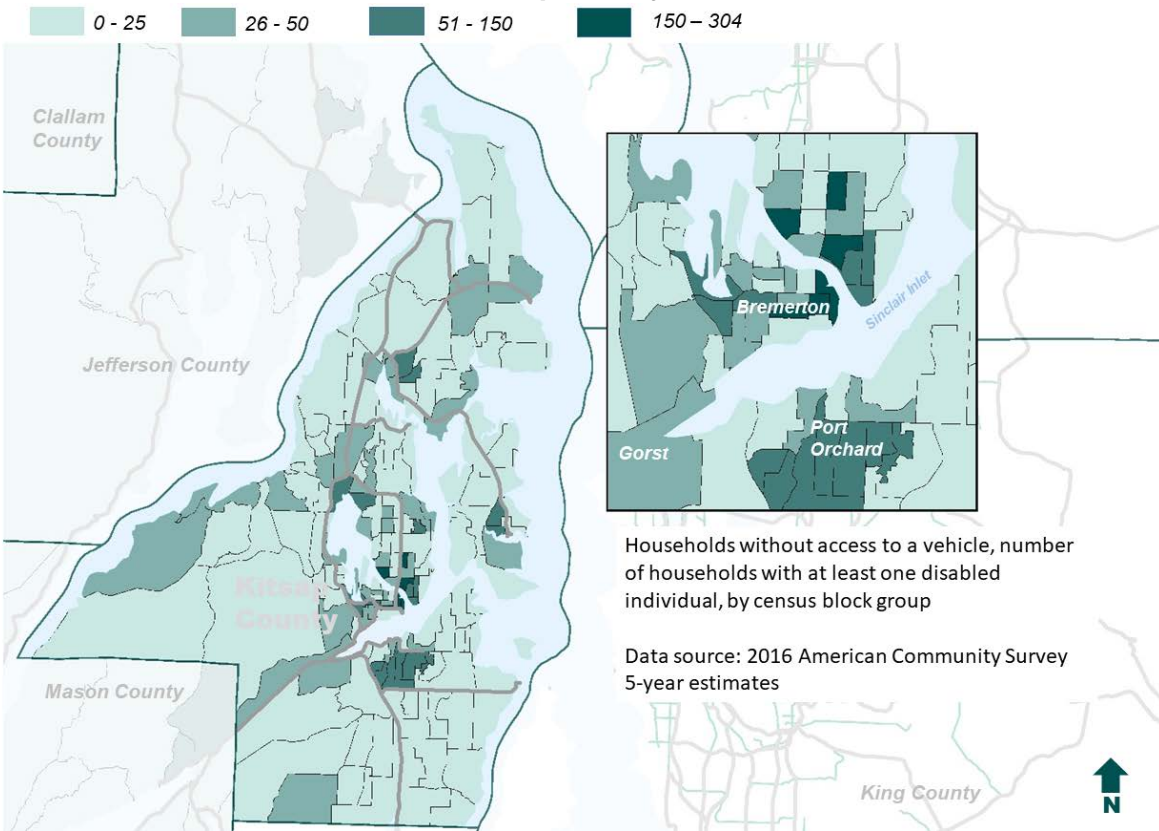 0 - 25
26 - 50
51 - 150
150 – 304
Clallam
County
Jefferson County
Kitsap
County
Mason County
Bremerton
Sinclair Inlet
Port
Orchard
Gorst
Households without access to a vehicle, number
of households with at least one disabled
individual, by census block group
Data source: 2016 American Community Survey
5-year estimates
King County
N